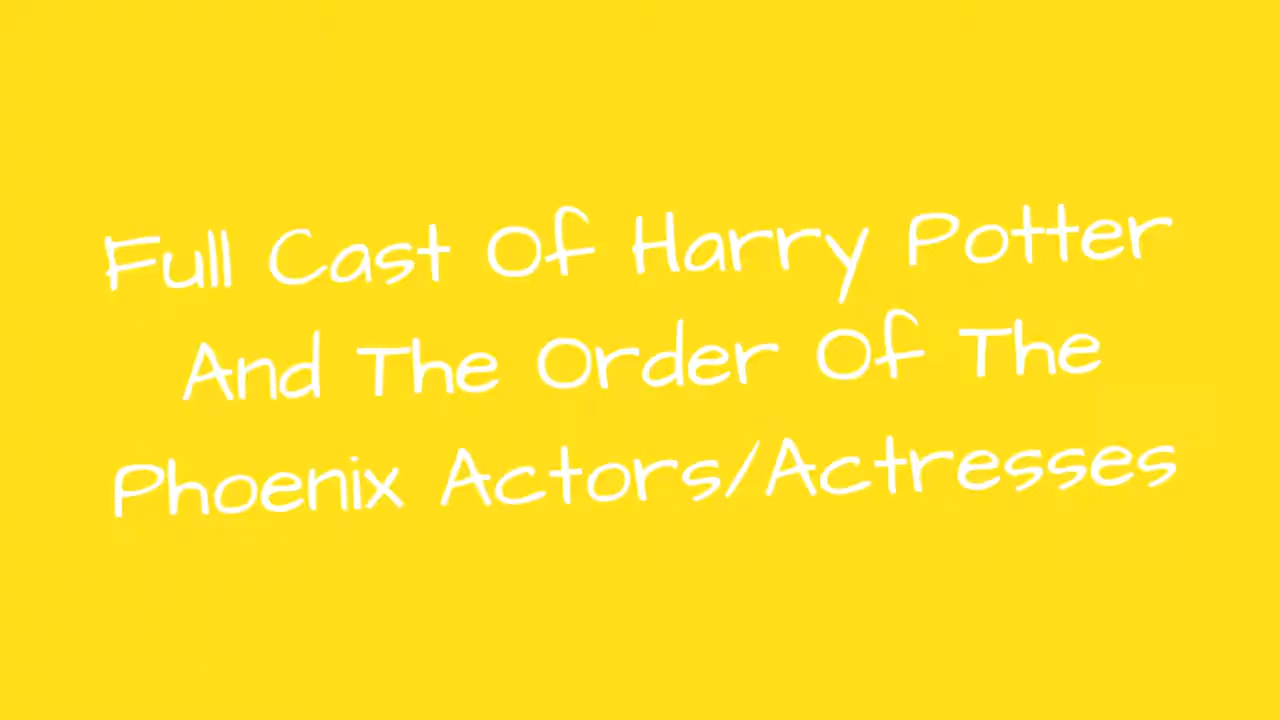 Full Cast Of Harry Potter
And The Order Of The
Phoenix Actors/Actresses